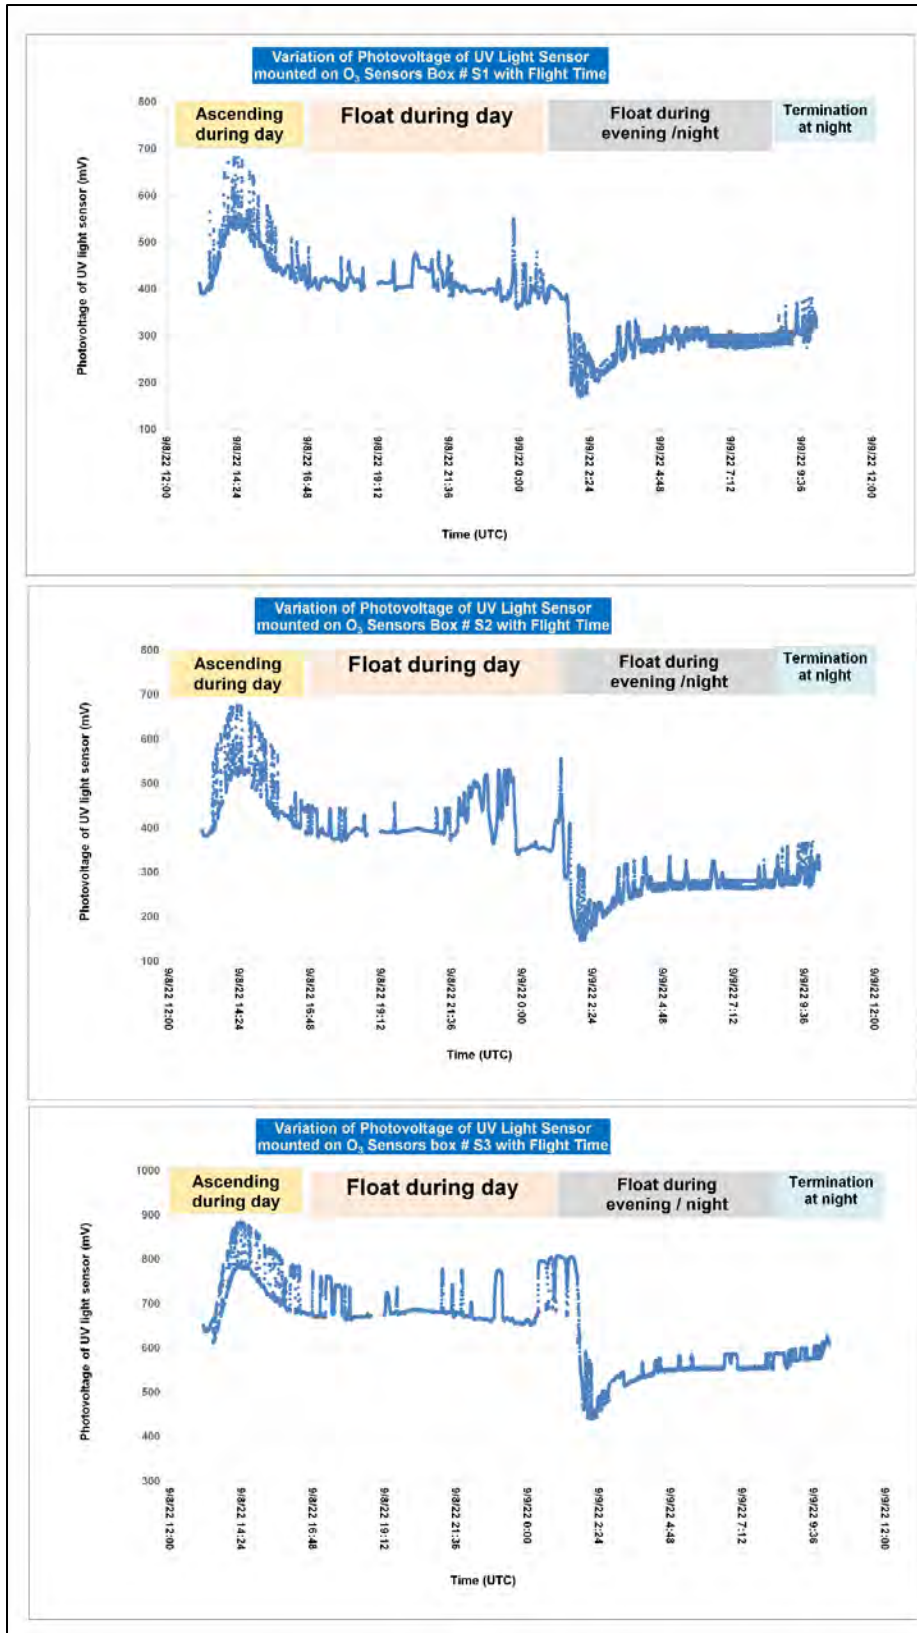 Variation of Photovoltage of UV Light Sensor
mounted on O₃ Sensors Box # S1 with Flight Time
Ascending
during day
Float during day
Float during
evening /night
Termination
at night
Photovoltage of UV light sensor (mV)
800
700
600
500
400
300
200
100
9/8/22 12:00
9/8/22 14:24
9/8/22 16:48
9/8/22 19:12
9/8/22 21:36
9/9/22 0:00
9/9/22 2:24
9/9/22 4:48
9/9/22 7:12
9/9/22 9:36
9/9/22 12:00
Time (UTC)
Variation of Photovoltage of UV Light Sensor
mounted on O₃ Sensors Box # S2 with Flight Time
Ascending
during day
Float during day
Float during
evening /night
Termination
at night
Photovoltage of UV light sensor (mV)
800
700
600
500
400
300
200
100
9/8/22 12:00
9/8/22 14:24
9/8/22 16:48
9/8/22 19:12
9/8/22 21:36
9/9/22 0:00
9/9/22 2:24
9/9/22 4:48
9/9/22 7:12
9/9/22 9:36
9/9/22 12:00
Time (UTC)
Variation of Photovoltage of UV Light Sensor
mounted on O₃ Sensors box # S3 with Flight Time
Ascending
during day
Float during day
Float during
evening / night
Termination
at night
Photovoltage of UV light sensor (mV)
1000
900
800
700
600
500
400
300
9/8/22 12:00
9/8/22 14:24
9/8/22 16:48
9/8/22 19:12
9/8/22 21:36
9/9/22 0:00
9/9/22 2:24
9/9/22 4:48
9/9/22 7:12
9/9/22 9:36
9/9/22 12:00
Time (UTC)